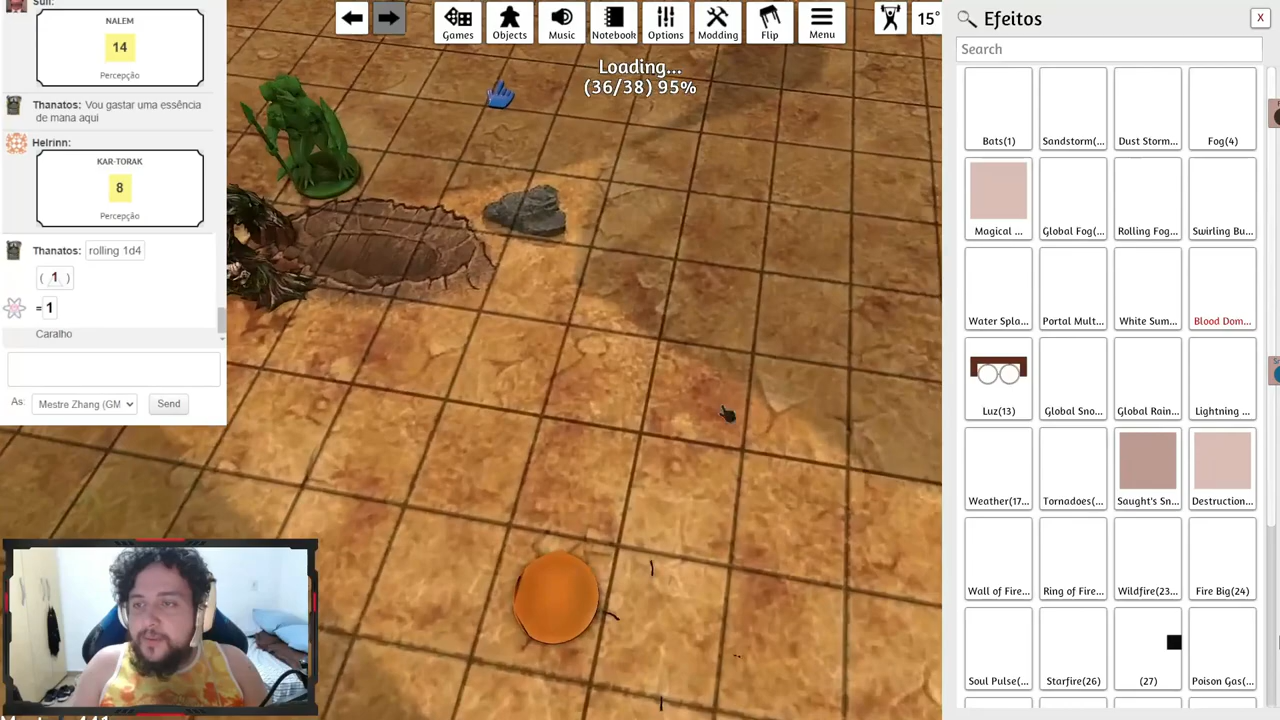 Suli:
NALEM
14
Percepção
Thanatos: Vou gastar uma essência
de mana aqui
Helrinn:
KAR-TORAK
8
Percepção
Thanatos: rolling 1d4
( 1 )
=1
Caralho
As: Mestre Zhang (GM Send
Games Objects Music Notebook Options Modding Flip Menu
15°
Loading...
(36/38) 95%
Efeitos
X
Search
Bats(1) Sandstorm(... Dust Storm... Fog(4)
Magical ... Global Fog(... Rolling Fog... Swirling Bu...
Water Spla... Portal Mult... White Sum... Blood Dom...
Luz(13) Global Sno... Global Rain... Lightning ...
Weather(17... Tornadoes(... Saught's Sn... Destruction...
Wall of Fire... Ring of Fire... Wildfire(23... Fire Big(24)
Soul Pulse(... Starfire(26) (27) Poison Gas(...